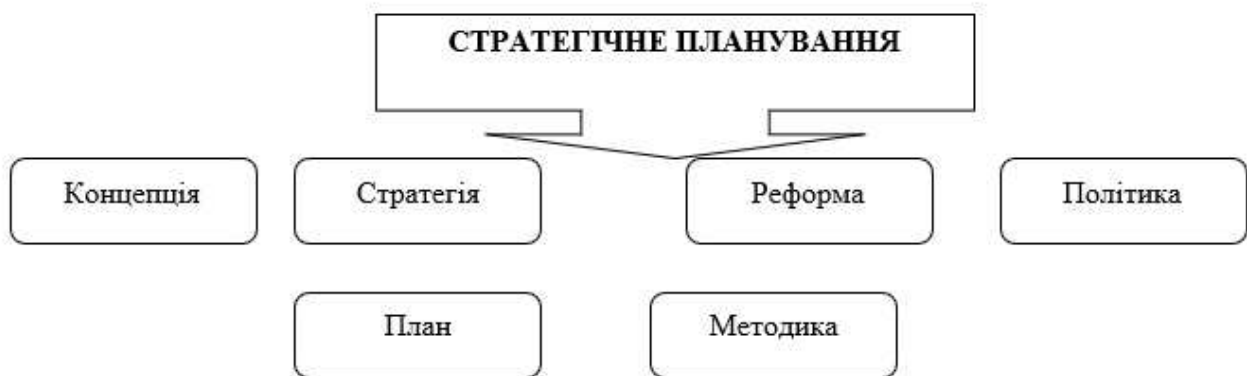 СТРАТЕГІЧНЕ ПЛАНУВАННЯ
Концепція
Стратегія
Реформа
Політика
План
Методика